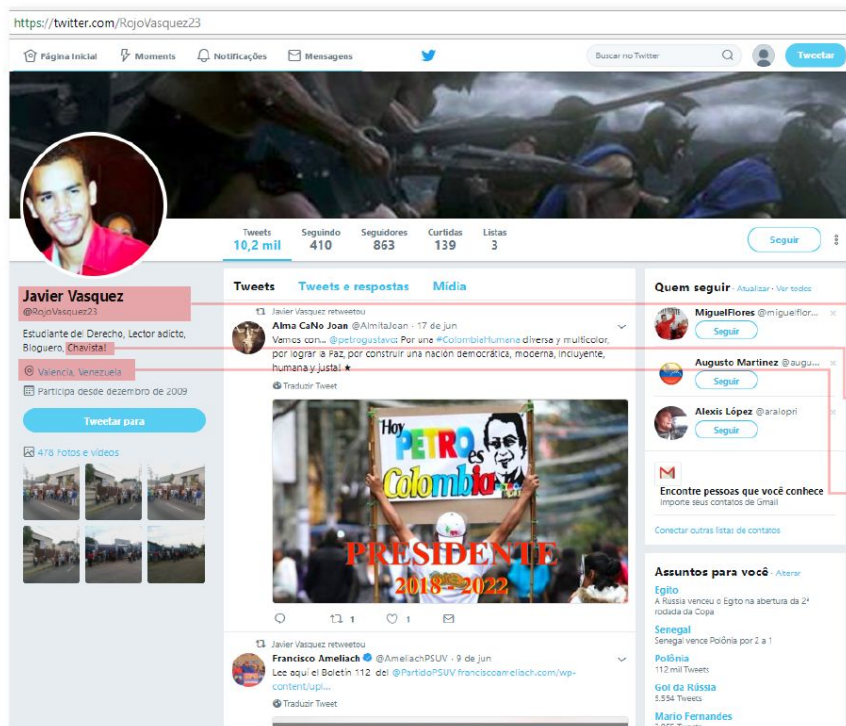 https://twitter.com/RojoVasquez23
Página Inicial
Moments
Notificações
Mensagens
Buscar no Twitter
Tweetar
Tweets
10,2 mil
Seguindo
410
Seguidores
863
Curtidas
139
Listas
3
Seguir
Javier Vasquez
@RojoVasquez23
Estudiante del Derecho, Lector adicto,
Bloguero, Chavista!
Valencia, Venezuela
Participa desde dezembro de 2009
Tweetar para
478 Fotos e vídeos
Tweets
Tweets e respostas
Mídia
Javier Vasquez retweetou
Alma CaNo Joan @AlmitaJoan · 17 de jun
Vamos con... @petrogustavo: Por una #ColombiaHumana diversa y multicolor,
por lograr la Paz, por construir una nación democrática, moderna, incluyente,
humana y justa! ★
Traduzir Tweet
Hoy
PETRO
es
Colombia
PRESIDENTE
2018 - 2022
1
1
Javier Vasquez retweetou
Francisco Ameliach @AmeliachPSUV · 9 de jun
Lee aquí el Boletín 112 del @PartidoPSUV franciscoameliach.com/wp-
content/upl...
Traduzir Tweet
Quem seguir · Atualizar · Ver todos
MiguelFlores @miguelflor...
Seguir
Augusto Martinez @augu...
Seguir
Alexis López @aralopri
Seguir
Encontre pessoas que você conhece
Importe seus contatos do Gmail
Conectar outras listas de contatos
Assuntos para você · Alterar
Egito
A Rússia venceu o Egito na abertura da 2ª
rodada da Copa
Senegal
Senegal vence Polônia por 2 a 1
Polônia
112 mil Tweets
Gol da Rússia
5.554 Tweets
Mario Fernandes
Tweets